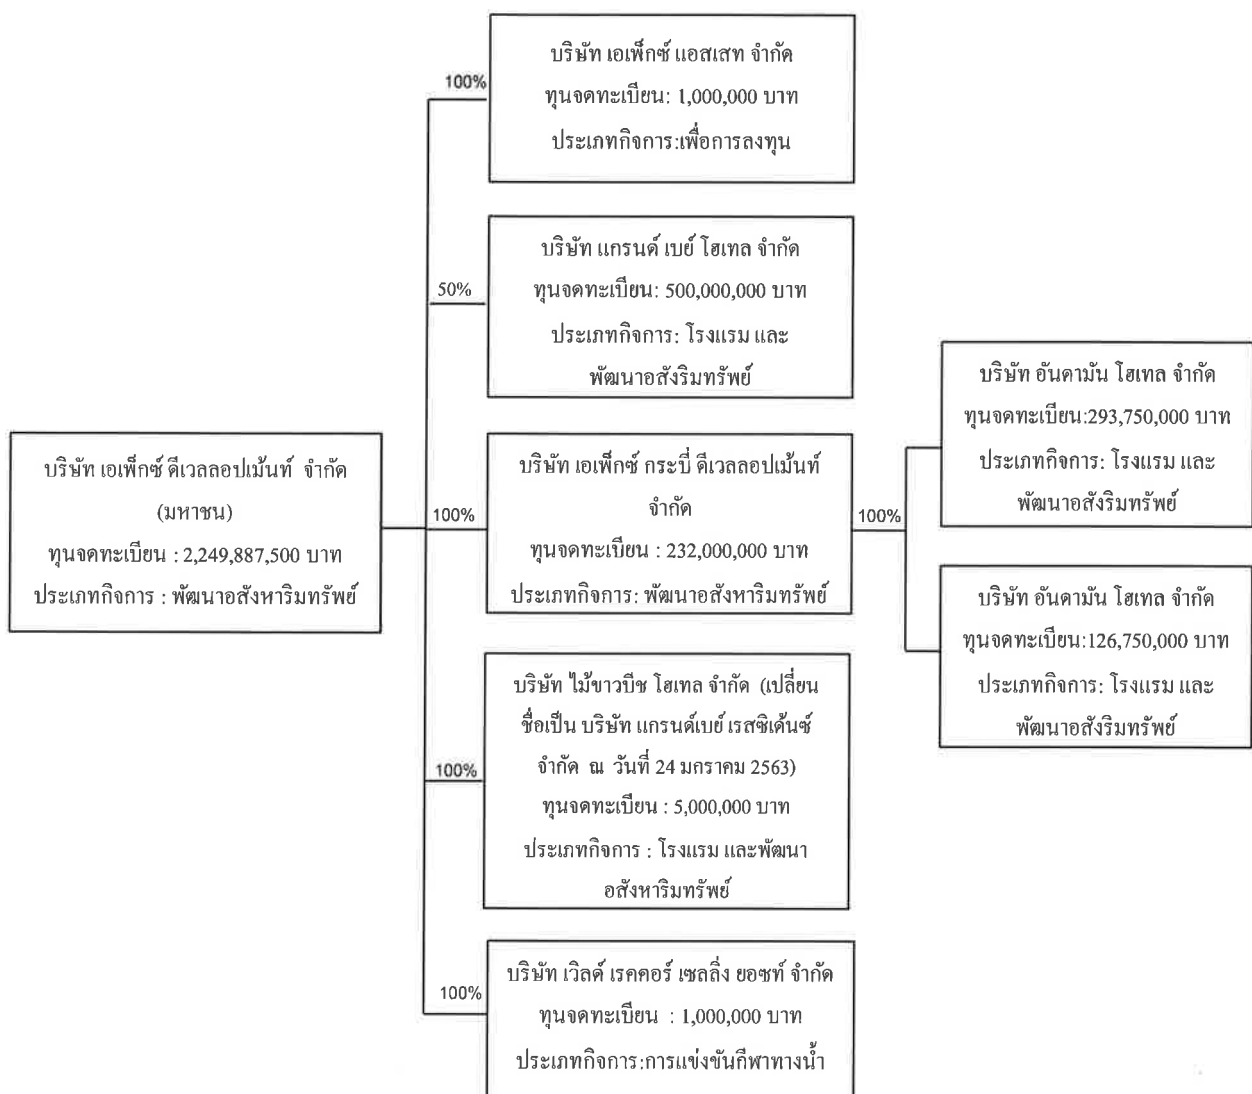 บริษัท เอเพ็กซ์ แอสเสท จำกัด
100%
ทุนจดทะเบียน: 1,000,000 บาท
ประเภทกิจการ:เพื่อการลงทุน
บริษัท แกรนด์ เบย์ โฮเทล จำกัด
50%
ทุนจดทะเบียน: 500,000,000 บาท
ประเภทกิจการ: โรงแรม และ
พัฒนาอสังริมทรัพย์
บริษัท เอเพ็กซ์ ดีเวลลอปเม้นท์ จำกัด
(มหาชน)
ทุนจดทะเบียน : 2,249,887,500 บาท
ประเภทกิจการ : พัฒนาอสังหาริมทรัพย์
บริษัท เอเพ็กซ์ กระบี่ ดีเวลลอปเม้นท์
จำกัด
100%
ทุนจดทะเบียน : 232,000,000 บาท
ประเภทกิจการ: พัฒนาอสังหาริมทรัพย์
100%
บริษัท อันดามัน โฮเทล จำกัด
ทุนจดทะเบียน:293,750,000 บาท
ประเภทกิจการ: โรงแรม และ
พัฒนาอสังริมทรัพย์
บริษัท อันดามัน โฮเทล จำกัด
ทุนจดทะเบียน:126,750,000 บาท
ประเภทกิจการ: โรงแรม และ
พัฒนาอสังริมทรัพย์
บริษัท ไม้ขาวบีช โฮเทล จำกัด (เปลี่ยน
ชื่อเป็น บริษัท แกรนด์เบย์ เรสซิเด้นซ์
จำกัด ณ วันที่ 24 มกราคม 2563)
100%
ทุนจดทะเบียน : 5,000,000 บาท
ประเภทกิจการ : โรงแรม และพัฒนา
อสังหาริมทรัพย์
บริษัท เวิลด์ เรคคอร์ เซลลิ่ง ยอชท์ จำกัด
100%
ทุนจดทะเบียน : 1,000,000 บาท
ประเภทกิจการ:การแข่งขันกีฬาทางน้ำ